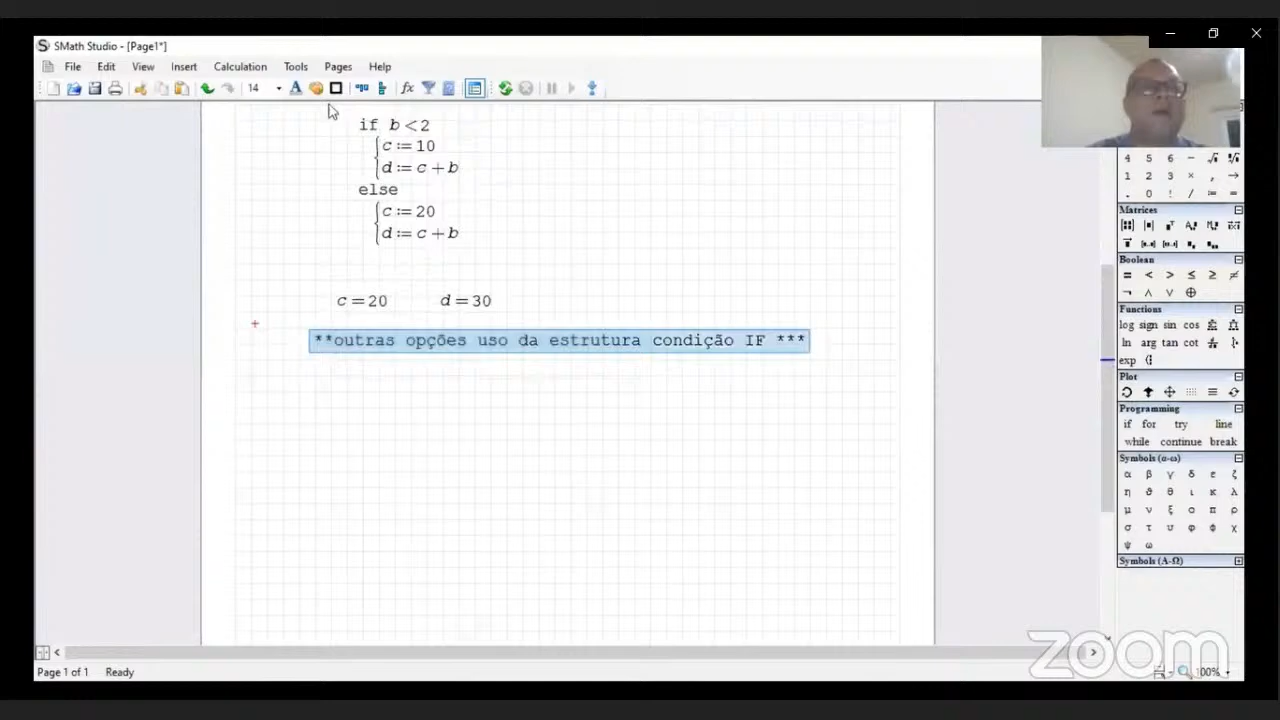 SMath Studio - [Page1*]
File Edit View Insert Calculation Tools Pages Help
14
if b < 2
c := 10
d := c + b
else
c := 20
d := c + b
c = 20 d = 30
**outras opções uso da estrutura condição IF ***
4 5 6 −
1 2 3 × , →
. 0 ! / := =
Matrices
Boolean
= < > ≤ ≥ ≠
¬ ∧ ∨ ⊕
Functions
log sign sin cos
ln arg tan cot
exp
Plot
Programming
if for try line
while continue break
Symbols (α-ω)
α β γ δ ε ζ
η ϑ θ ι κ λ
μ ν ξ ο π ρ
σ τ υ φ ϕ χ
ψ ω
Symbols (Α-Ω)
Page 1 of 1 Ready
100%
zoom